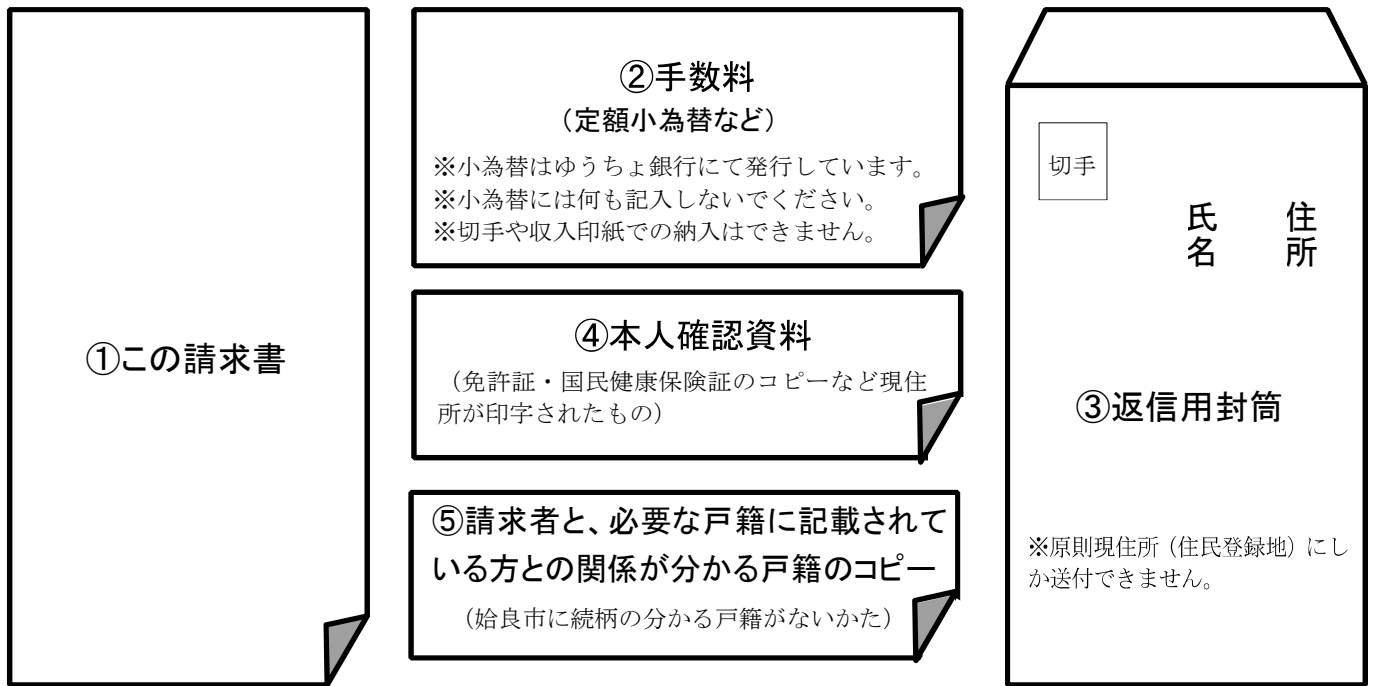 ①この請求書
②手数料
（定額小為替など）
※小為替はゆうちょ銀行にて発行しています。
※小為替には何も記入しないでください。
※切手や収入印紙での納入はできません。
④本人確認資料
（免許証・国民健康保険証のコピーなど現住
所が印字されたもの）
⑤請求者と、必要な戸籍に記載されて
いる方との関係が分かる戸籍のコピー
（姶良市に続柄の分かる戸籍がないかた）
切手
住所
氏名
③返信用封筒
※原則現住所（住民登録地）にし
か送付できません。